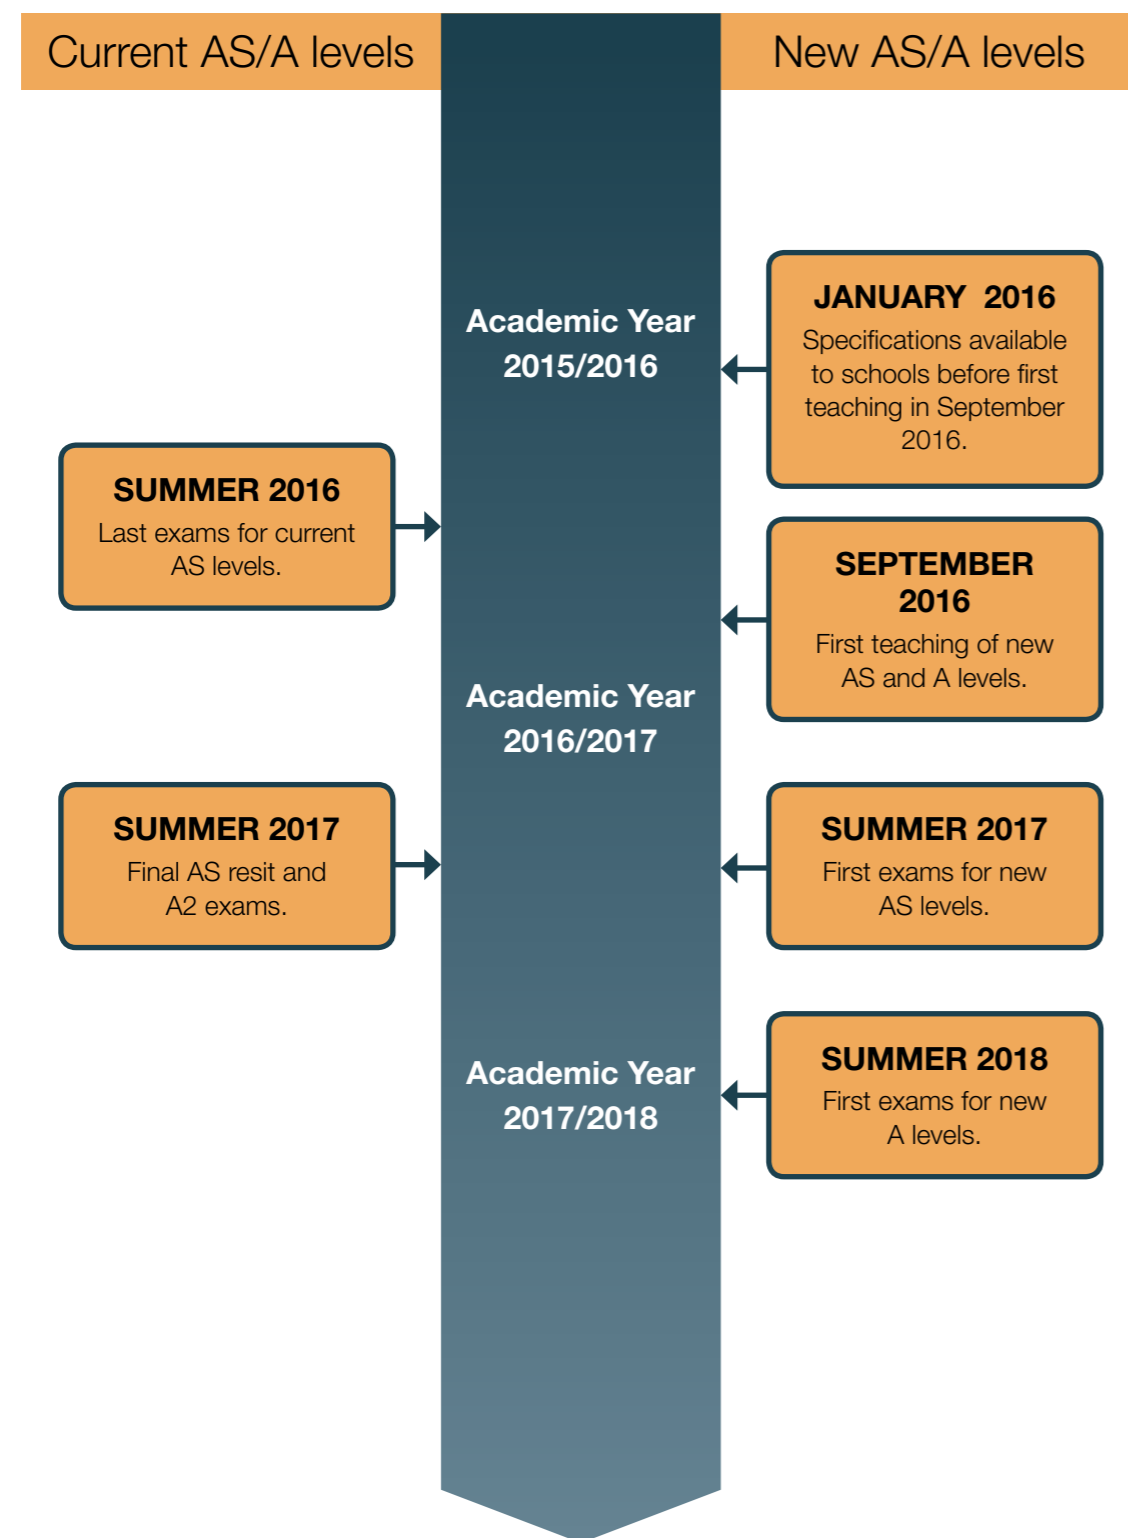 Current AS/A levels
New AS/A levels
Academic Year
2015/2016
JANUARY 2016
Specifications available
to schools before first
teaching in September
2016.
SUMMER 2016
Last exams for current
AS levels.
SEPTEMBER
2016
First teaching of new
AS and A levels.
Academic Year
2016/2017
SUMMER 2017
Final AS resit and
A2 exams.
SUMMER 2017
First exams for new
AS levels.
Academic Year
2017/2018
SUMMER 2018
First exams for new
A levels.